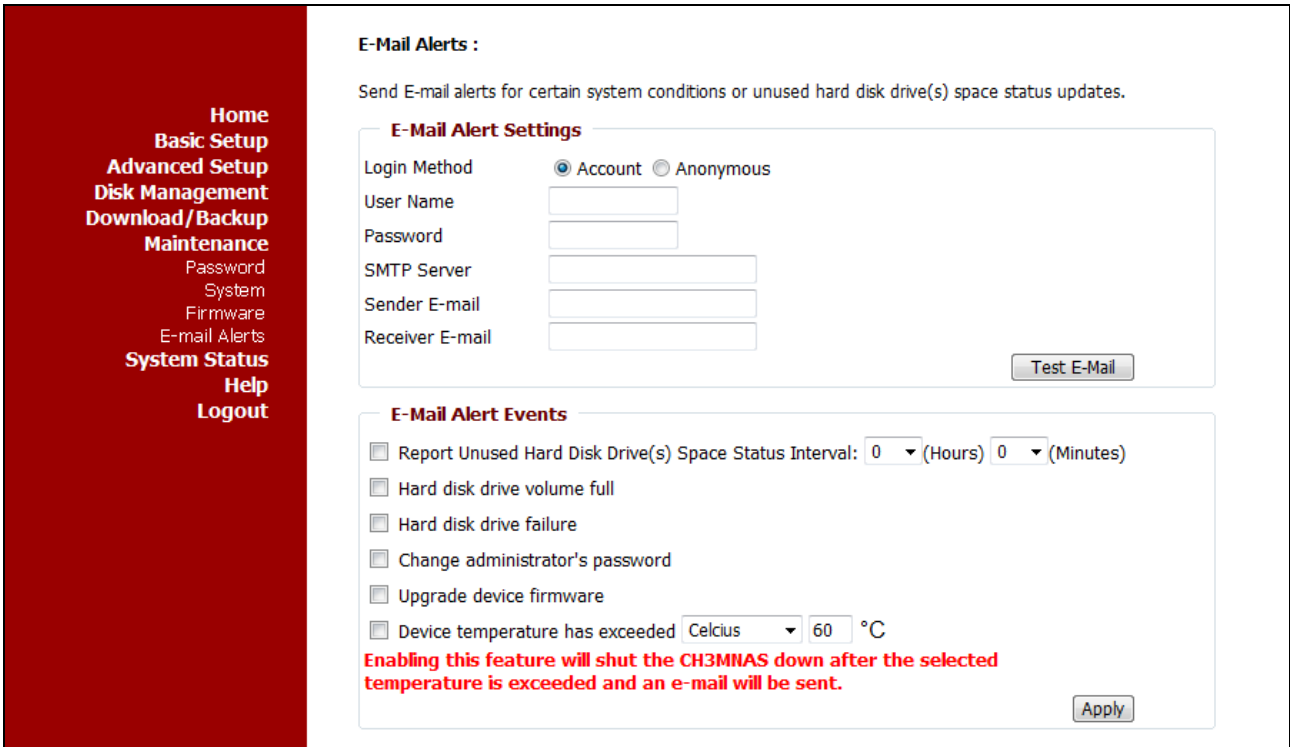 Home
Basic Setup
Advanced Setup
Disk Management
Download/Backup
Maintenance
Password
System
Firmware
E-mail Alerts
System Status
Help
Logout
E-Mail Alerts :
Send E-mail alerts for certain system conditions or unused hard disk drive(s) space status updates.
E-Mail Alert Settings
Login Method Account Anonymous
User Name
Password
SMTP Server
Sender E-mail
Receiver E-mail
Test E-Mail
E-Mail Alert Events
Report Unused Hard Disk Drive(s) Space Status Interval: 0 (Hours) 0 (Minutes)
Hard disk drive volume full
Hard disk drive failure
Change administrator's password
Upgrade device firmware
Device temperature has exceeded Celcius 60 °C
Enabling this feature will shut the CH3MNAS down after the selected
temperature is exceeded and an e-mail will be sent.
Apply